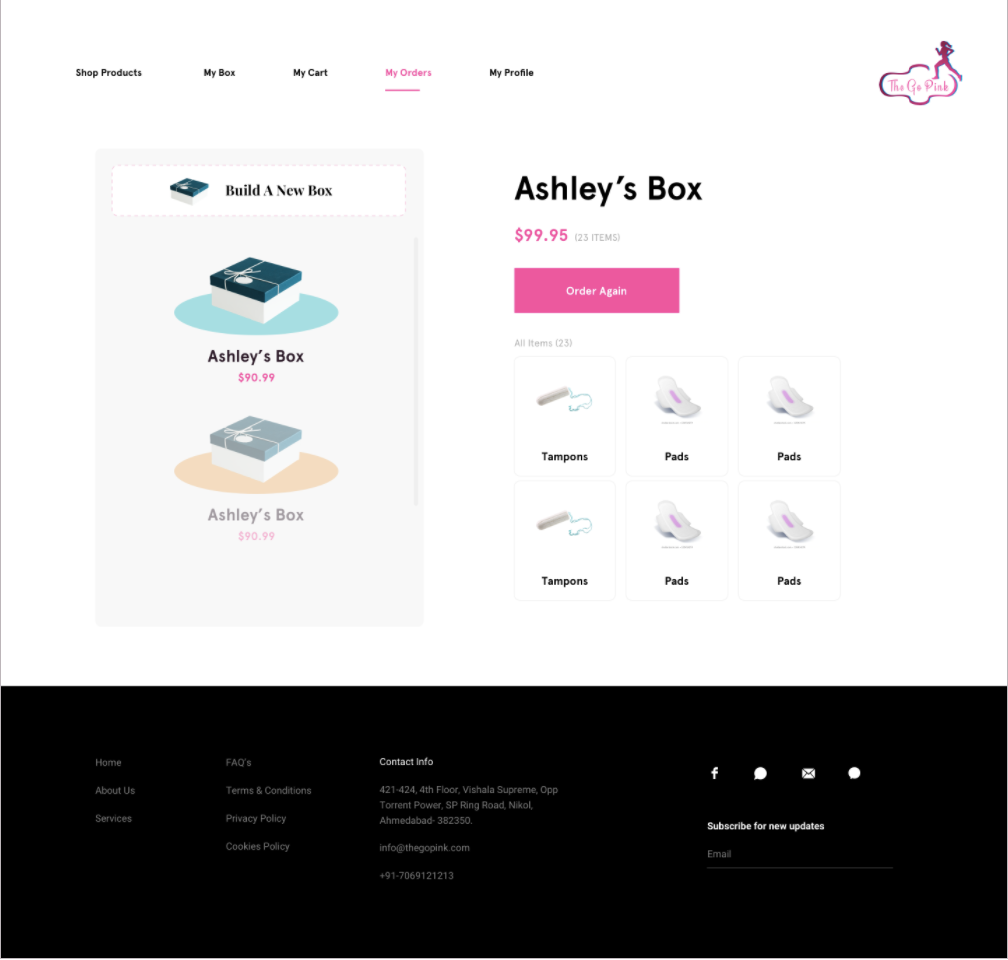 Shop Products
My Box
My Cart
My Orders
My Profile
The Go Pink
Build A New Box
Ashley's Box
$90.99
Ashley's Box
$90.99
Ashley's Box
$99.95 (23 ITEMS)
Order Again
All Items (23)
Tampons
Pads
Pads
Tampons
Pads
Pads
Home
About Us
Services
FAQ's
Terms & Conditions
Privacy Policy
Cookies Policy
Contact Info
421-424, 4th Floor, Vishala Supreme, Opp
Torrent Power, SP Ring Road, Nikol,
Ahmedabad- 382350.
info@thegopink.com
+91-7069121213
Subscribe for new updates
Email